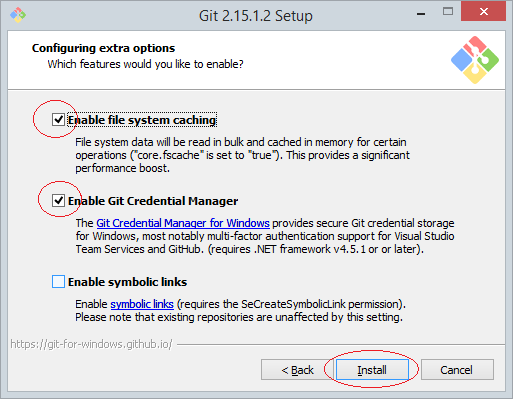 Git 2.15.1.2 Setup
Configuring extra options
Which features would you like to enable?
Enable file system caching
File system data will be read in bulk and cached in memory for certain
operations ("core.fscache" is set to "true"). This provides a significant
performance boost.
Enable Git Credential Manager
The Git Credential Manager for Windows provides secure Git credential storage
for Windows, most notably multi-factor authentication support for Visual Studio
Team Services and GitHub. (requires .NET framework v4.5.1 or or later).
Enable symbolic links
Enable symbolic links (requires the SeCreateSymbolicLink permission).
Please note that existing repositories are unaffected by this setting.
https://git-for-windows.github.io/
< Back Install Cancel